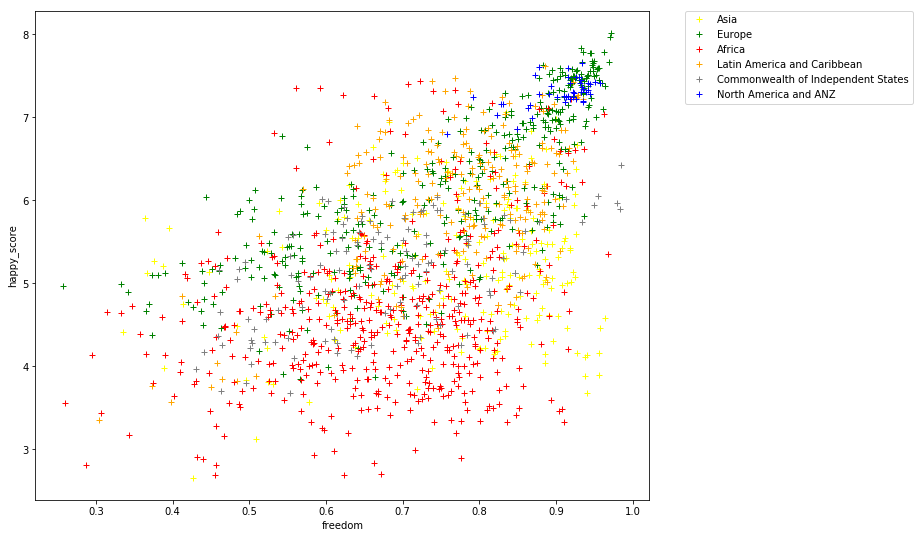 Asia
Europe
Africa
Latin America and Caribbean
Commonwealth of Independent States
North America and ANZ
8
7
6
5
4
3
happy_score
0.3 0.4 0.5 0.6 0.7 0.8 0.9 1.0
freedom